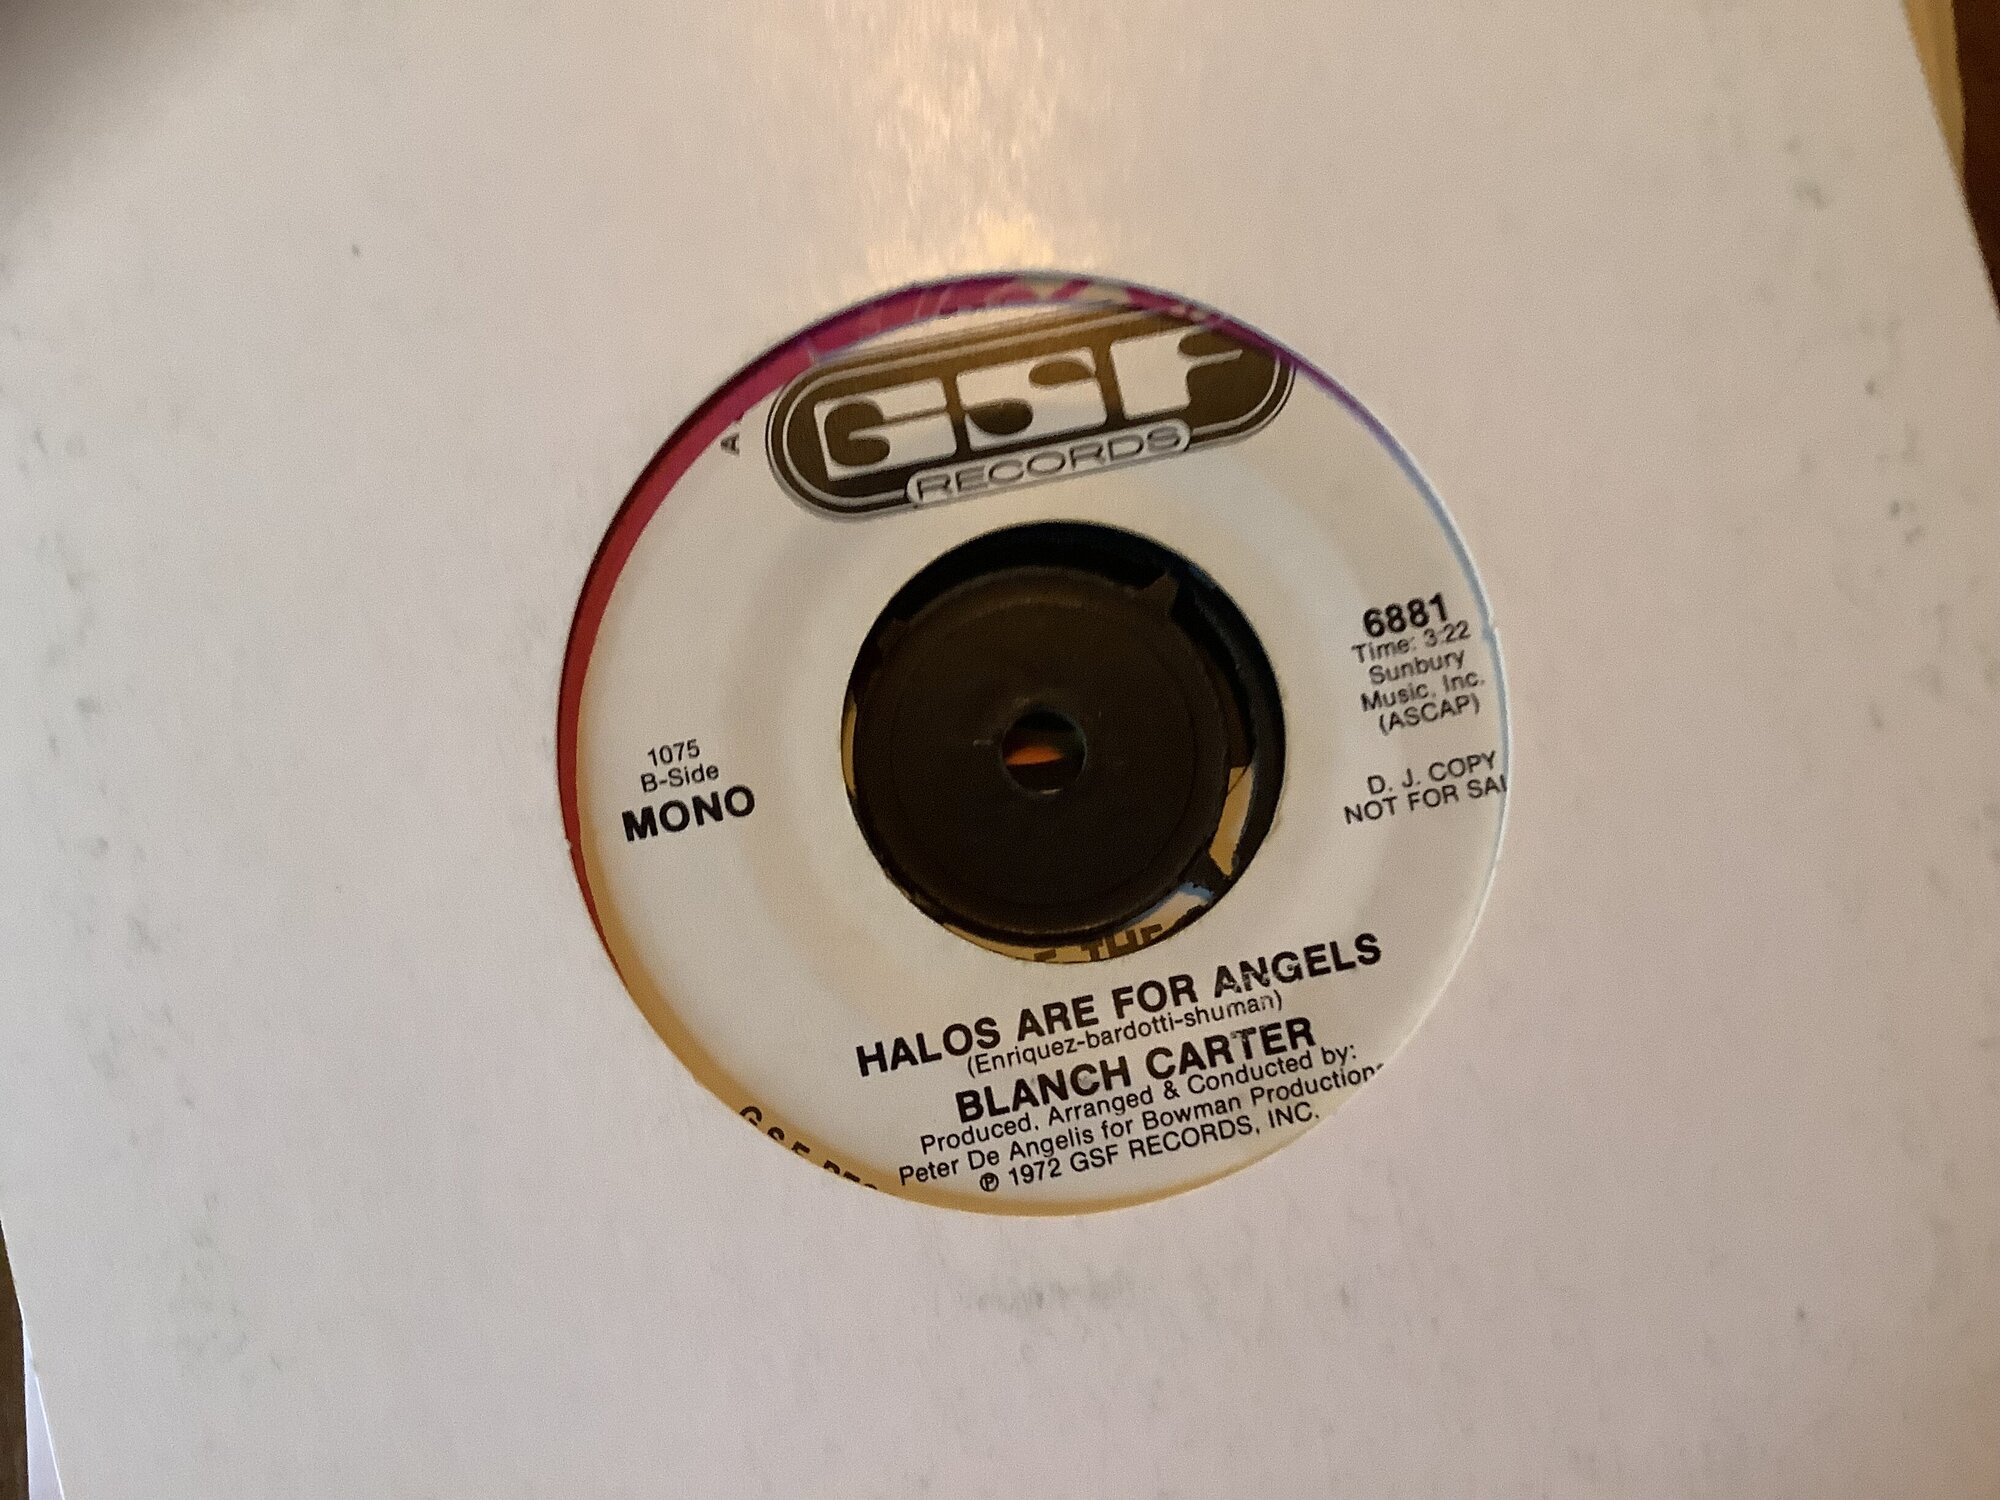 GSF
RECORDS
6881
Time: 3:22
Sunbury
Music, Inc.
(ASCAP)
D. J. COPY
NOT FOR
1075
B-Side
MONO
THE
HALOS ARE FOR ANGELS
(Enriquez-bardotti-shuman)
BLANCH CARTER
Produced, Arranged & Conducted by:
Peter De Angelis for Bowman Production
℗ 1972 GSF RECORDS, INC.